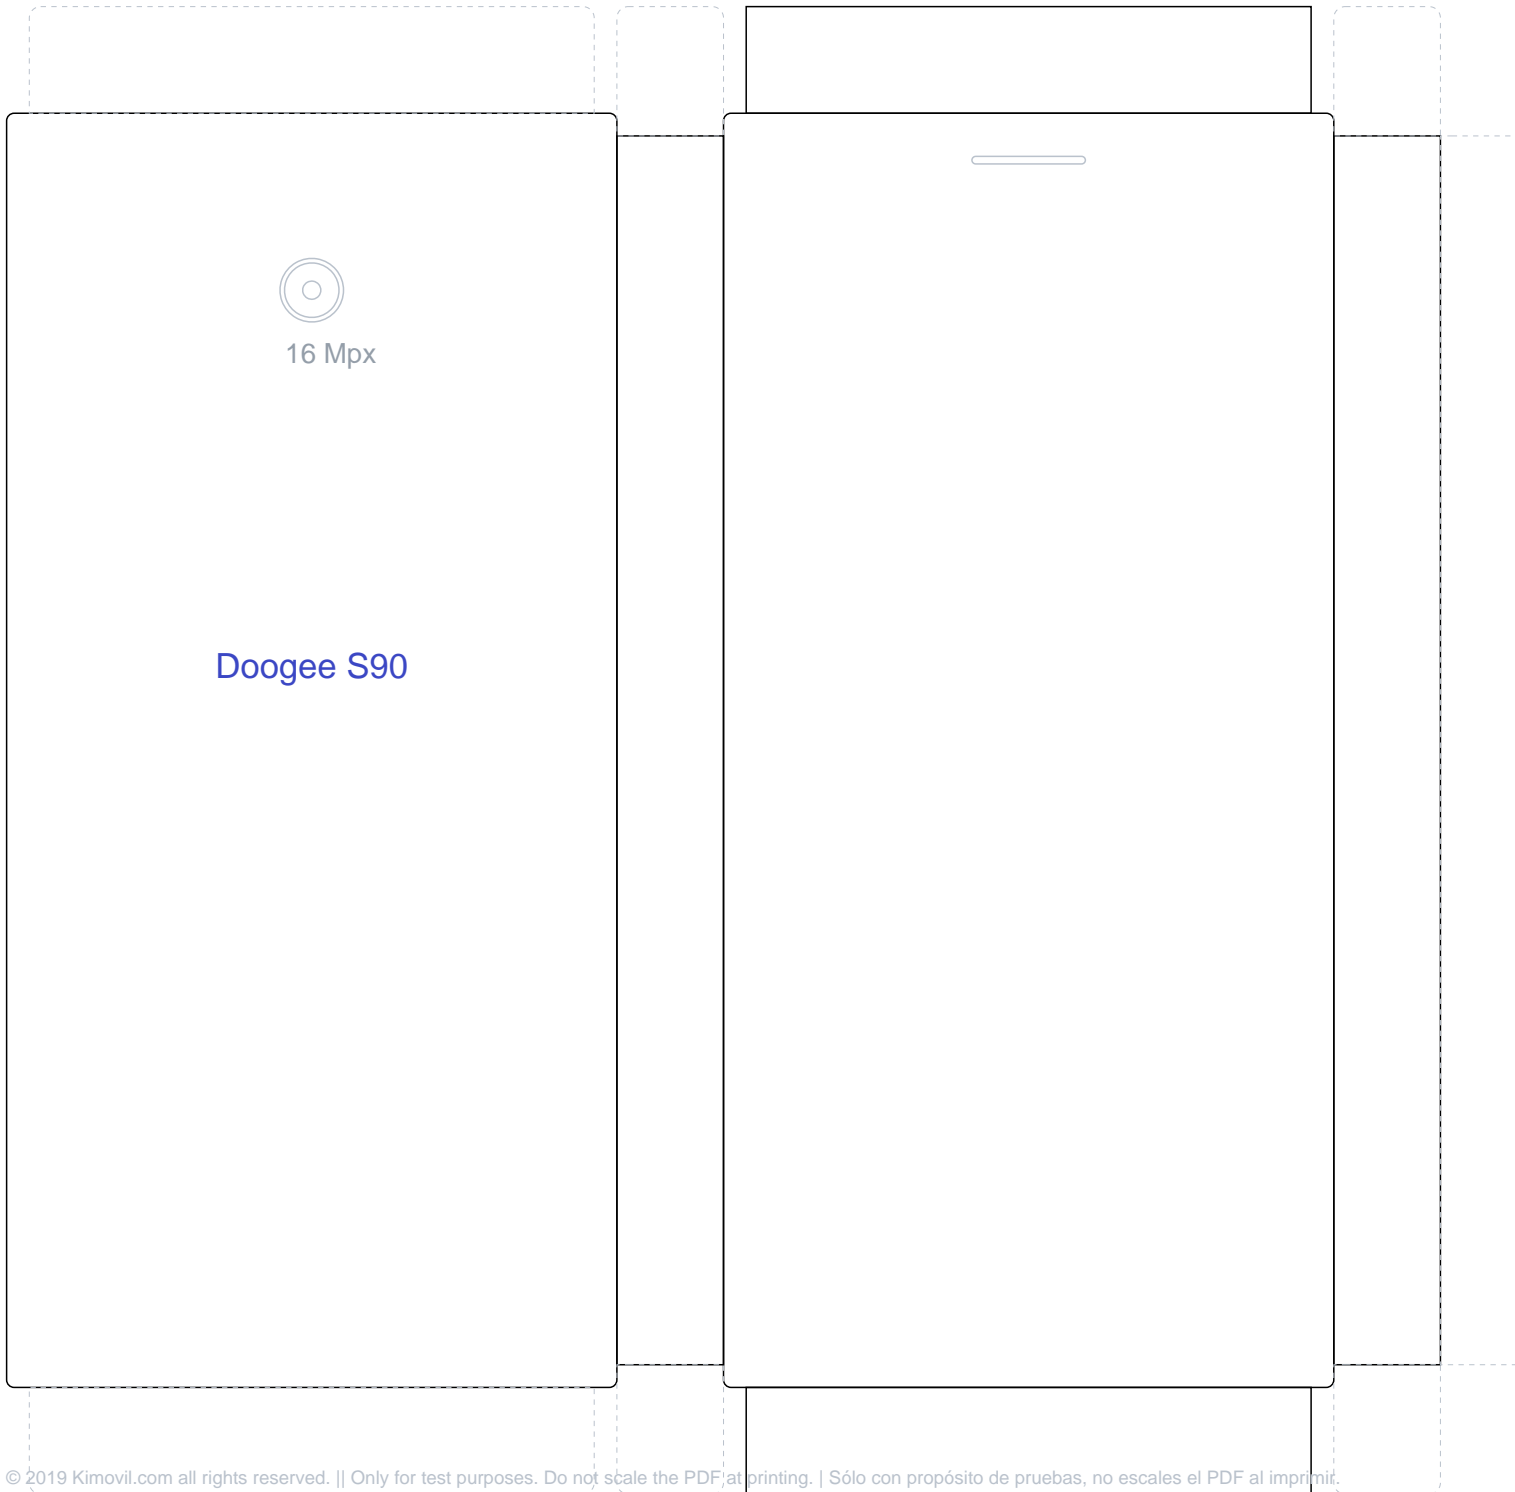 16 Mpx
Doogee S90
© 2019 Kimovil.com all rights reserved. || Only for test purposes. Do not scale the PDF at printing. | Sólo con propósito de pruebas, no escales el PDF al imprimir.